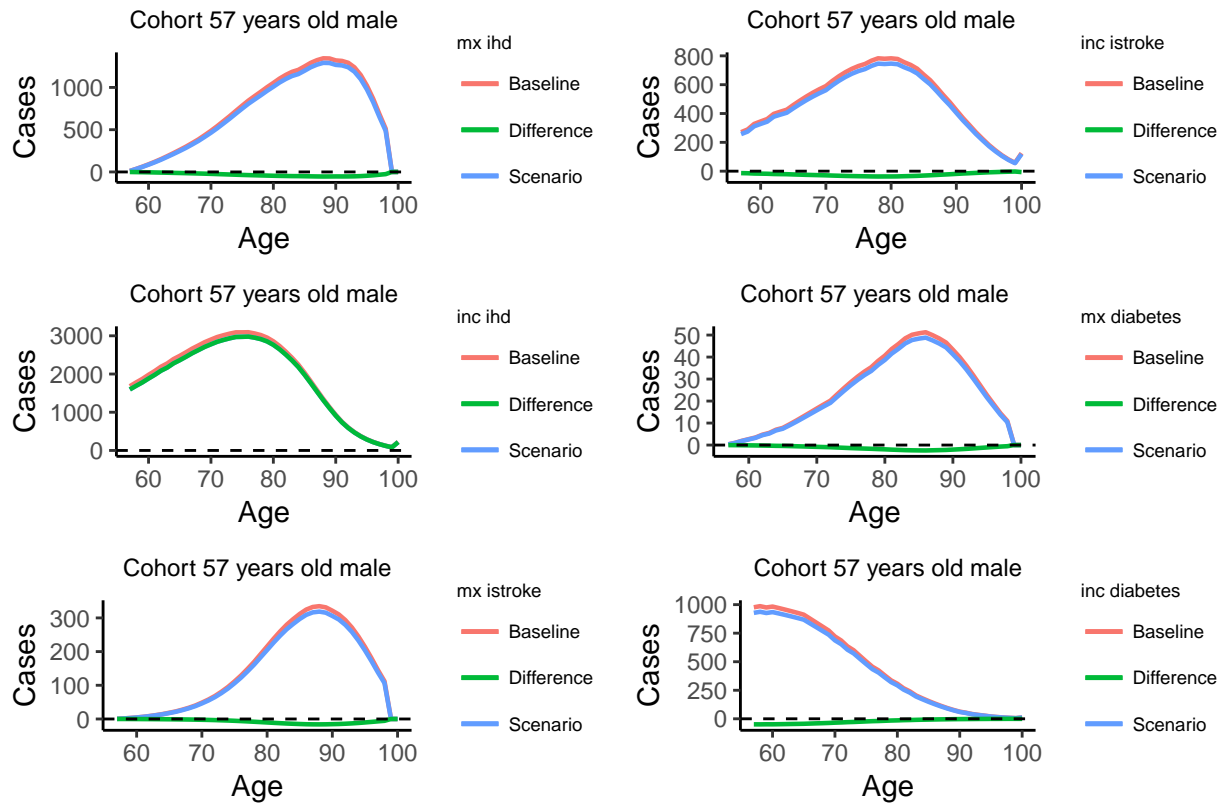 Cohort 57 years old male
mx ihd
Cases
1000
500
0
60 70 80 90 100
Age
Baseline
Difference
Scenario
Cohort 57 years old male
inc istroke
Cases
800
600
400
200
0
60 70 80 90 100
Age
Baseline
Difference
Scenario
Cohort 57 years old male
inc ihd
Cases
3000
2000
1000
0
60 70 80 90 100
Age
Baseline
Difference
Scenario
Cohort 57 years old male
mx diabetes
Cases
50
40
30
20
10
0
60 70 80 90 100
Age
Baseline
Difference
Scenario
Cohort 57 years old male
mx istroke
Cases
300
200
100
0
60 70 80 90 100
Age
Baseline
Difference
Scenario
Cohort 57 years old male
inc diabetes
Cases
1000
750
500
250
0
60 70 80 90 100
Age
Baseline
Difference
Scenario